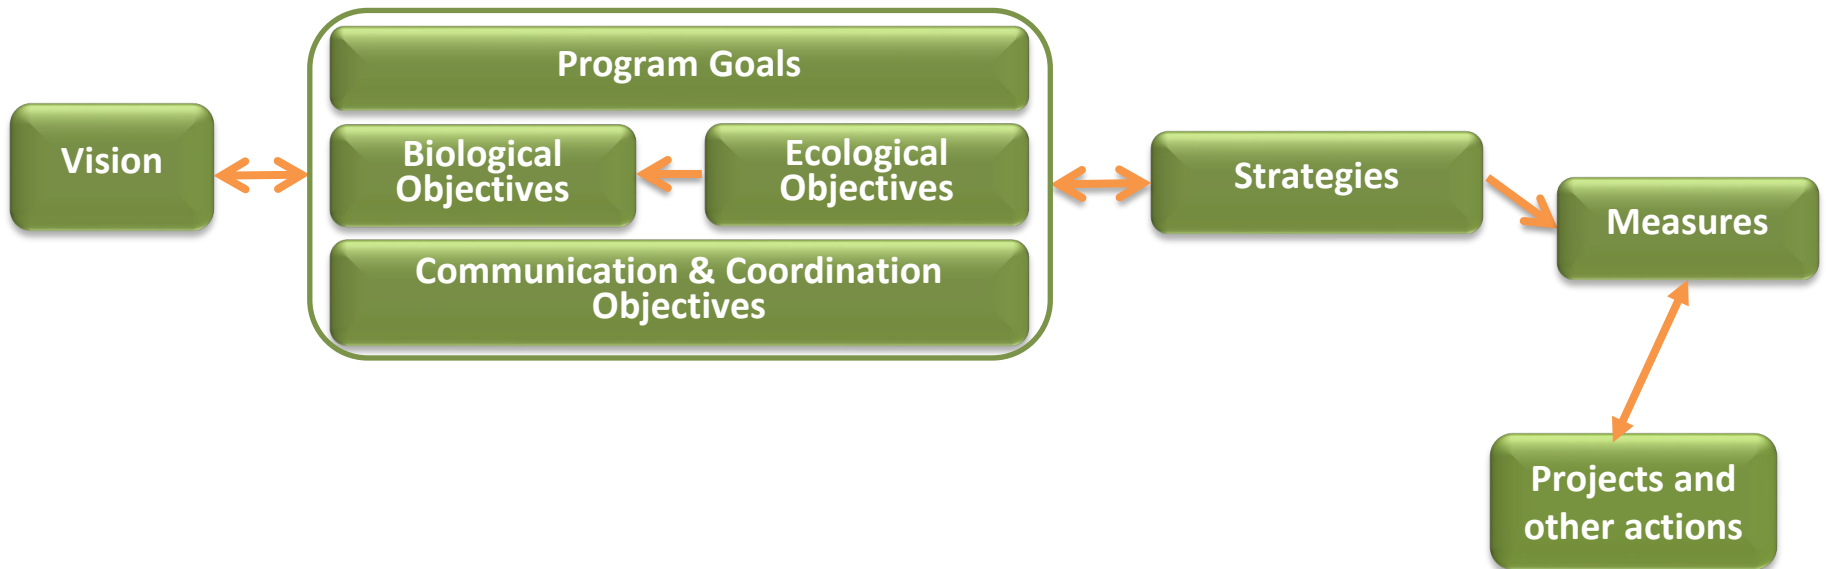 Program Goals
Vision
Biological
Objectives
Ecological
Objectives
Strategies
Measures
Communication & Coordination
Objectives
Projects and
other actions